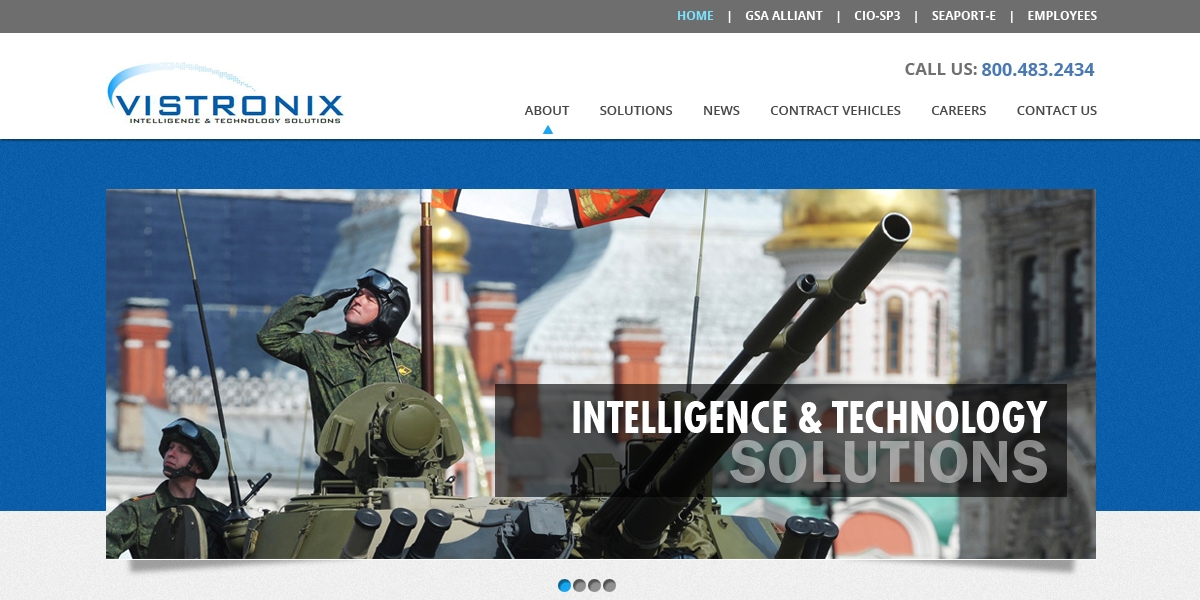 HOME | GSA ALLIANT | CIO-SP3 | SEAPORT-E | EMPLOYEES
CALL US: 800.483.2434
VISTRONIX
INTELLIGENCE & TECHNOLOGY SOLUTIONS
ABOUT SOLUTIONS NEWS CONTRACT VEHICLES CAREERS CONTACT US
INTELLIGENCE & TECHNOLOGY
SOLUTIONS